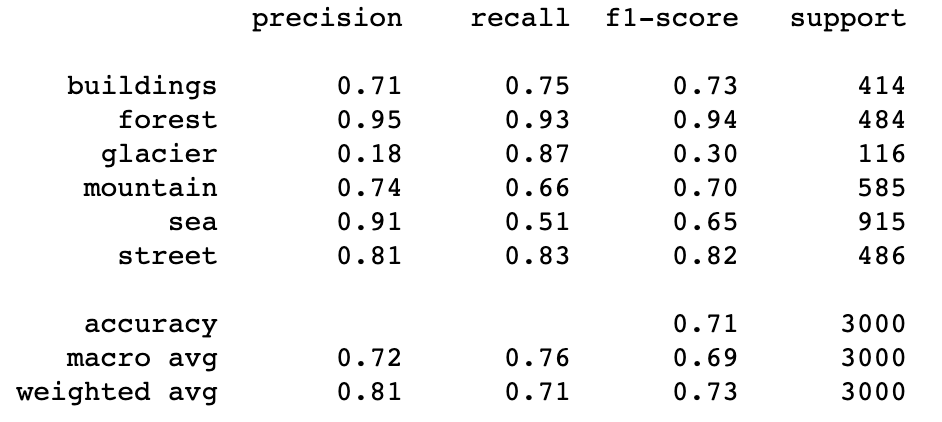 precision recall f1-score support
buildings 0.71 0.75 0.73 414
forest 0.95 0.93 0.94 484
glacier 0.18 0.87 0.30 116
mountain 0.74 0.66 0.70 585
sea 0.91 0.51 0.65 915
street 0.81 0.83 0.82 486
accuracy 0.71 3000
macro avg 0.72 0.76 0.69 3000
weighted avg 0.81 0.71 0.73 3000